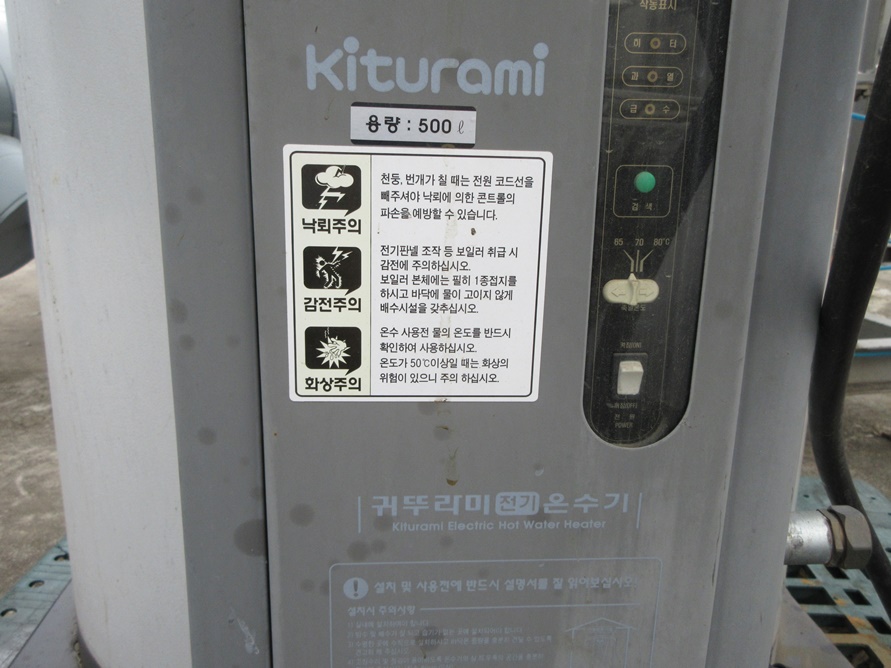 작동표시
Kiturami
히 터
과 열
급 수
용량 : 500ℓ
천둥, 번개가 칠 때는 전원 코드선을
빼주셔야 낙뢰에 의한 콘트롤의
파손을 예방할 수 있습니다.
낙뢰주의
전기판넬 조작 등 보일러 취급 시
감전에 주의하십시오.
보일러 본체에는 필히 1종접지를
하시고 바닥에 물이 고이지 않게
배수시설을 갖추십시오.
감전주의
온수 사용전 물의 온도를 반드시
확인하여 사용하십시오.
온도가 50℃이상일 때는 화상의
위험이 있으니 주의 하십시오.
화상주의
검 색
65 70 80℃
전 원
POWER
귀뚜라미 전기 온수기
Kiturami Electric Hot Water Heater
설치 및 사용전에 반드시 설명서를 잘 읽어보십시오
설치시 주의사항